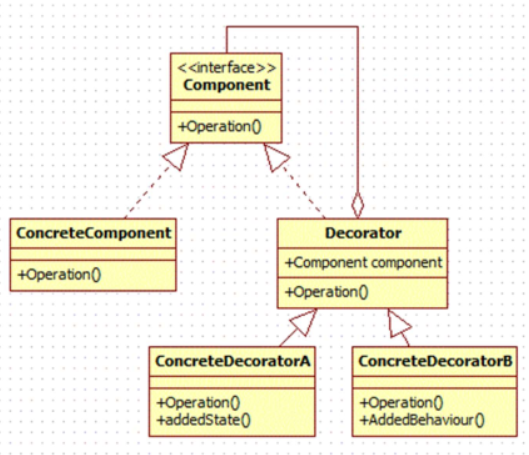 <<interface>>
Component
+Operation()
ConcreteComponent
+Operation()
Decorator
+Component component
+Operation()
ConcreteDecoratorA
+Operation()
+addedState()
ConcreteDecoratorB
+Operation()
+AddedBehaviour()